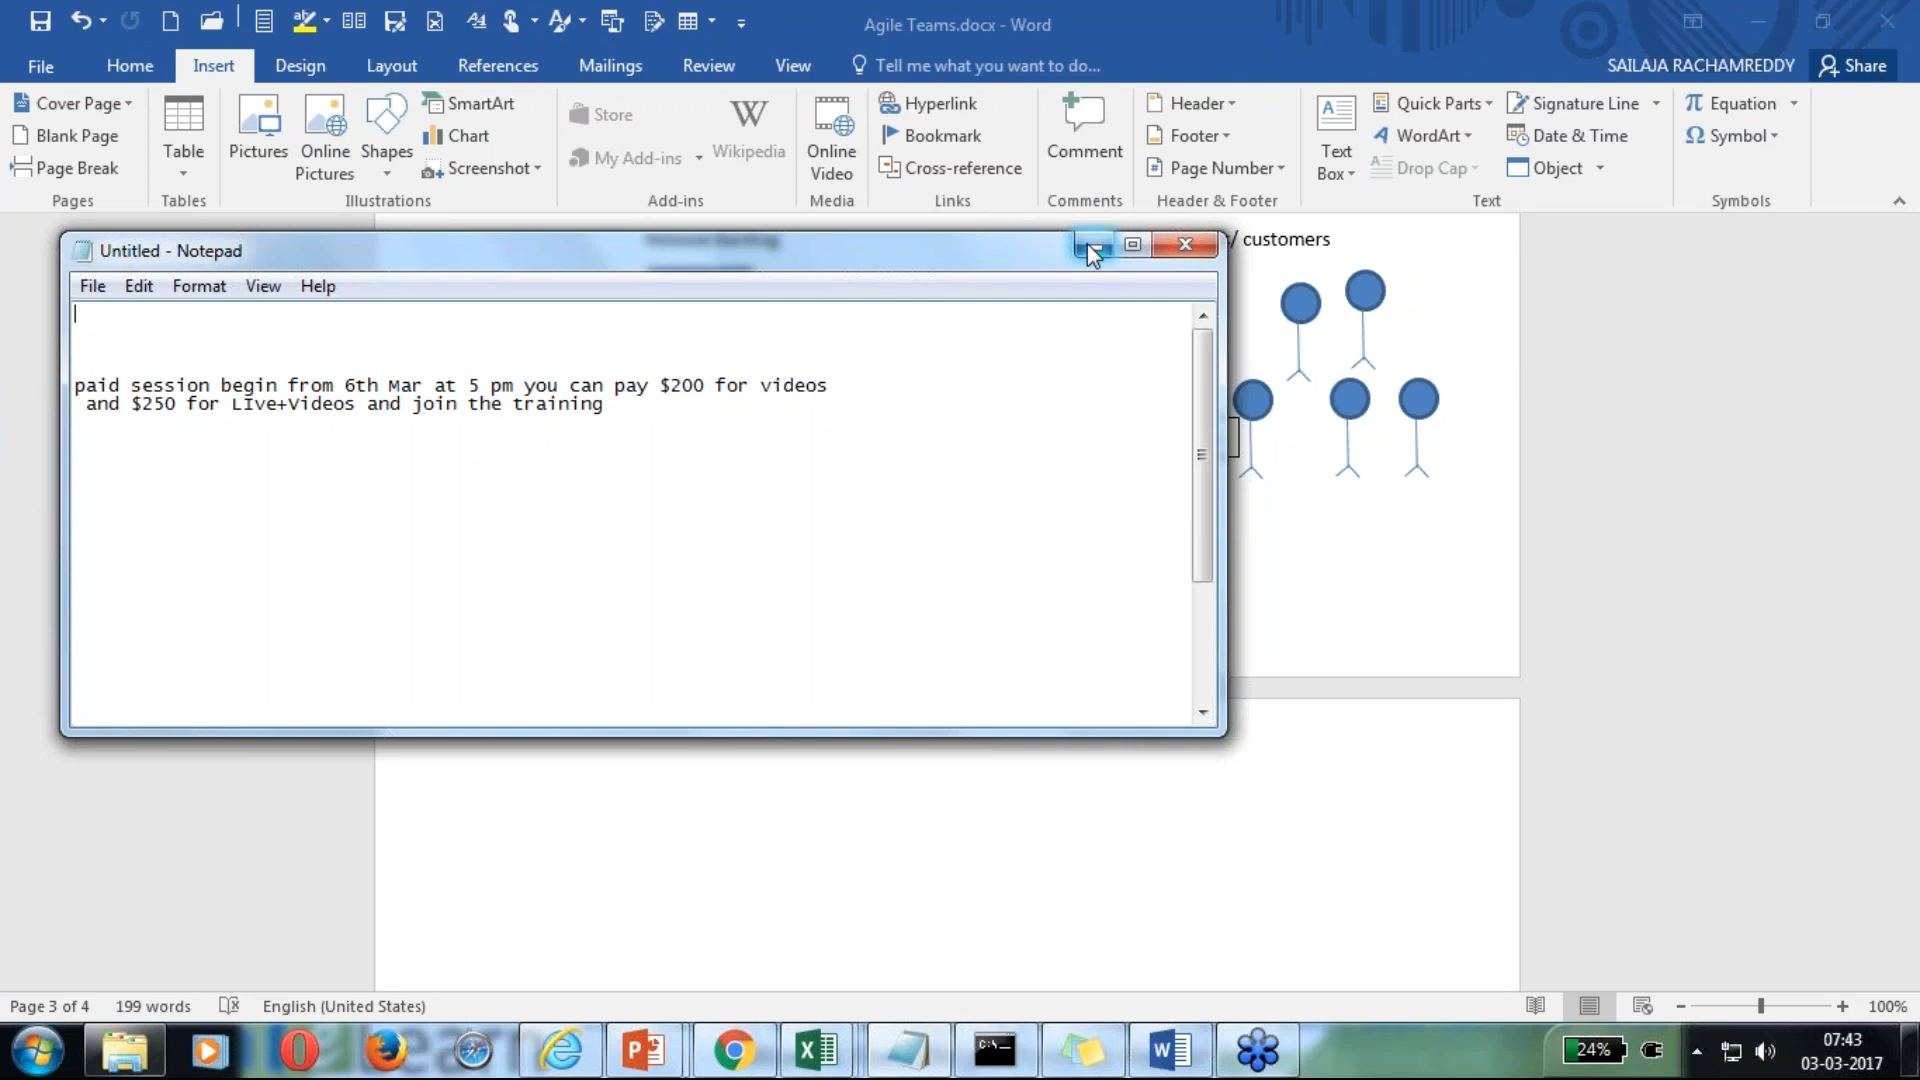 Agile Teams.docx - Word
File
Home
Insert
Design
Layout
References
Mailings
Review
View
Tell me what you want to do...
SAILAJA RACHAMREDDY
Share
Cover Page
Blank Page
Page Break
Pages
Table
Tables
Pictures
Online Pictures
Shapes
SmartArt
Chart
Screenshot
Illustrations
Store
My Add-ins
Wikipedia
Add-ins
Online Video
Media
Hyperlink
Bookmark
Cross-reference
Links
Comment
Comments
Header
Footer
Page Number
Header & Footer
Text Box
Quick Parts
WordArt
Drop Cap
Signature Line
Date & Time
Object
Text
Equation
Symbol
Symbols
/ customers
Untitled - Notepad
File
Edit
Format
View
Help
paid session begin from 6th Mar at 5 pm you can pay $200 for videos
and $250 for LIve+Videos and join the training
Page 3 of 4
199 words
English (United States)
100%
24%
07:43
03-03-2017